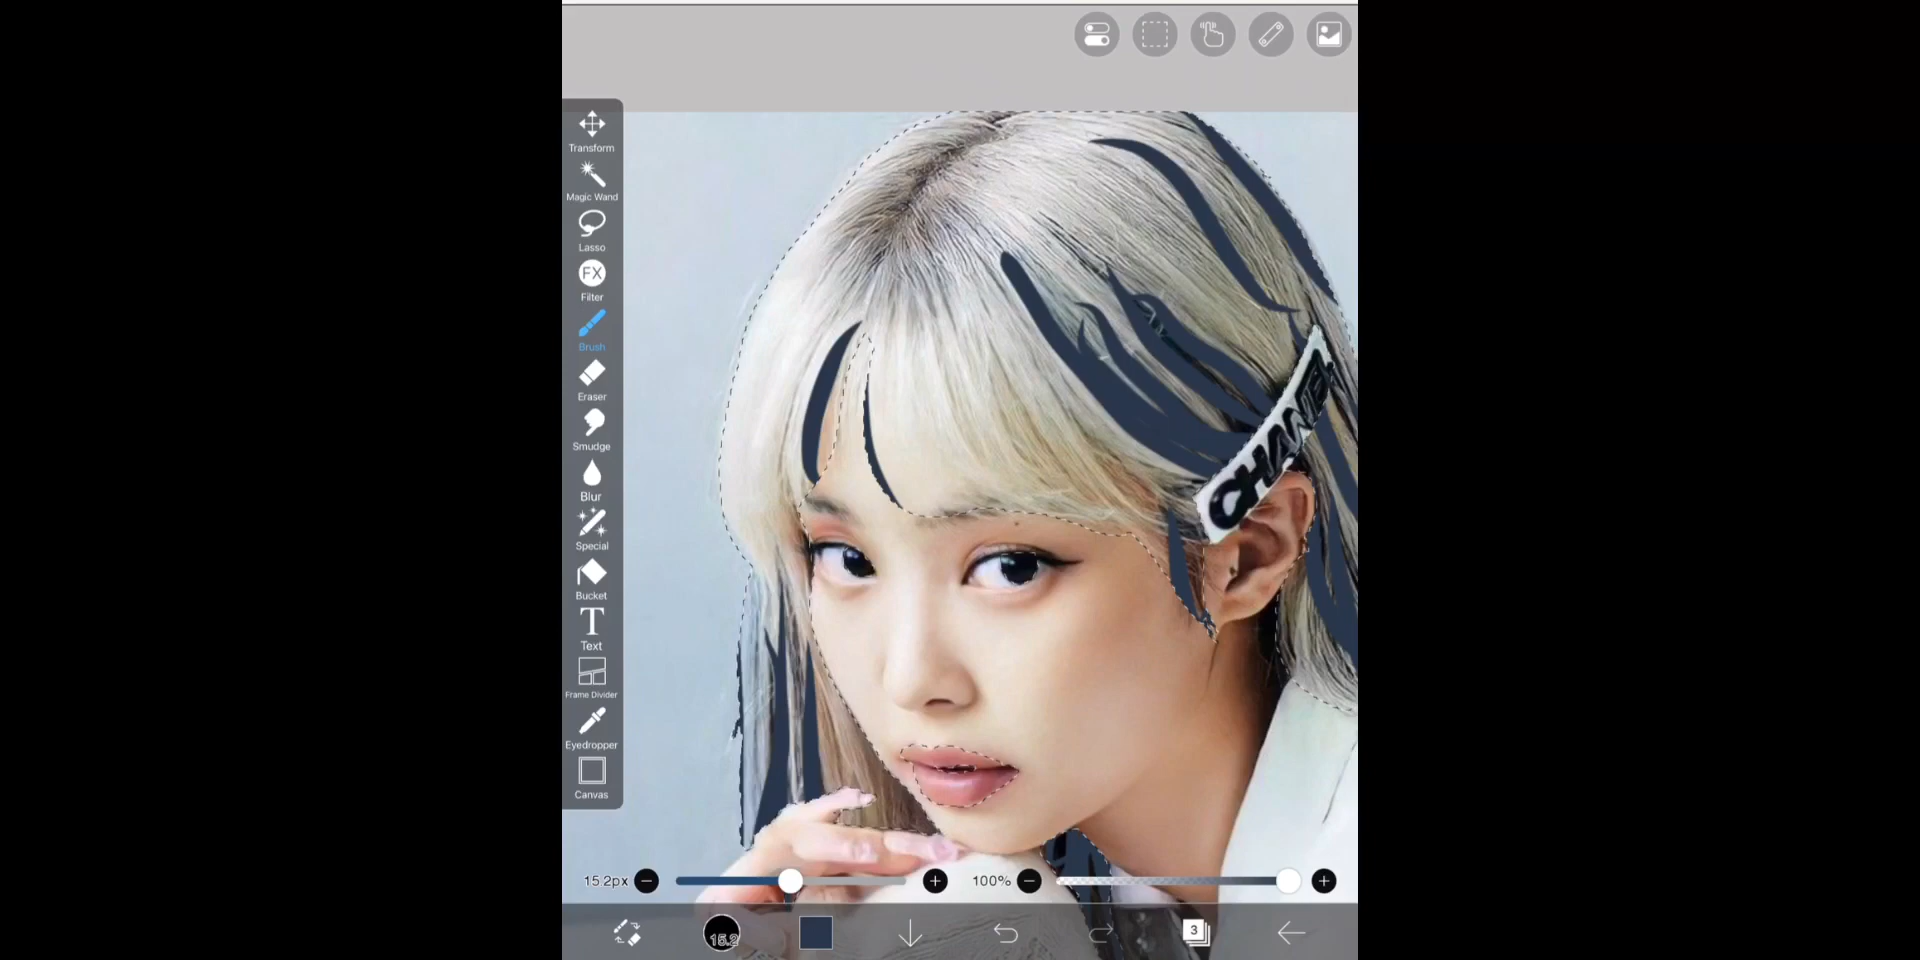 Transform
Magic Wand
Lasso
FX
Filter
Brush
Eraser
Smudge
Blur
Special
Bucket
T
Text
Frame Divider
Eyedropper
Canvas
CHANEL
15.2px
100%
15.2
3